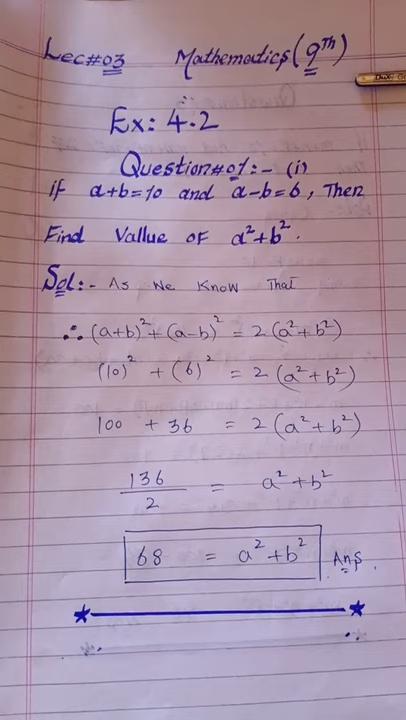 Lec#03 Mathematics (9th)
Ex: 4.2
Question#01:- (i)
if a+b=10 and a-b=6, Then
Find Vallue OF a²+b².
Sol:- As We Know That
∴ (a+b)² + (a-b)² = 2(a²+b²)
(10)² + (6)² = 2(a²+b²)
100 + 36 = 2(a²+b²)
136/2 = a²+b²
68 = a²+b² Ans.